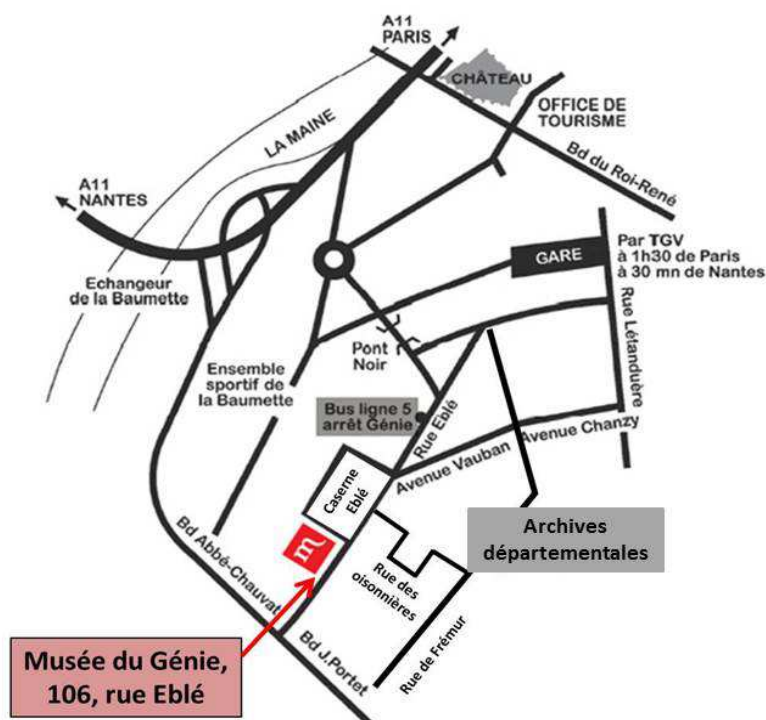 A11
PARIS
CHÂTEAU
OFFICE DE
TOURISME
LA MAINE
Bd du Roi-René
A11
NANTES
Par TGV
à 1h30 de Paris
à 30 mn de Nantes
GARE
Echangeur
de la Baumette
Rue Létanduère
Pont
Noir
Ensemble
sportif de
la Baumette
Bus ligne 5
arrêt Génie
Rue Eblé
Avenue Vauban
Avenue Chanzy
Caserne
Eblé
Archives
départementales
m
Bd Abbé-Chauvat
Rue des
oisonnières
Rue de Frémur
Bd J.Portet
Musée du Génie,
106, rue Eblé